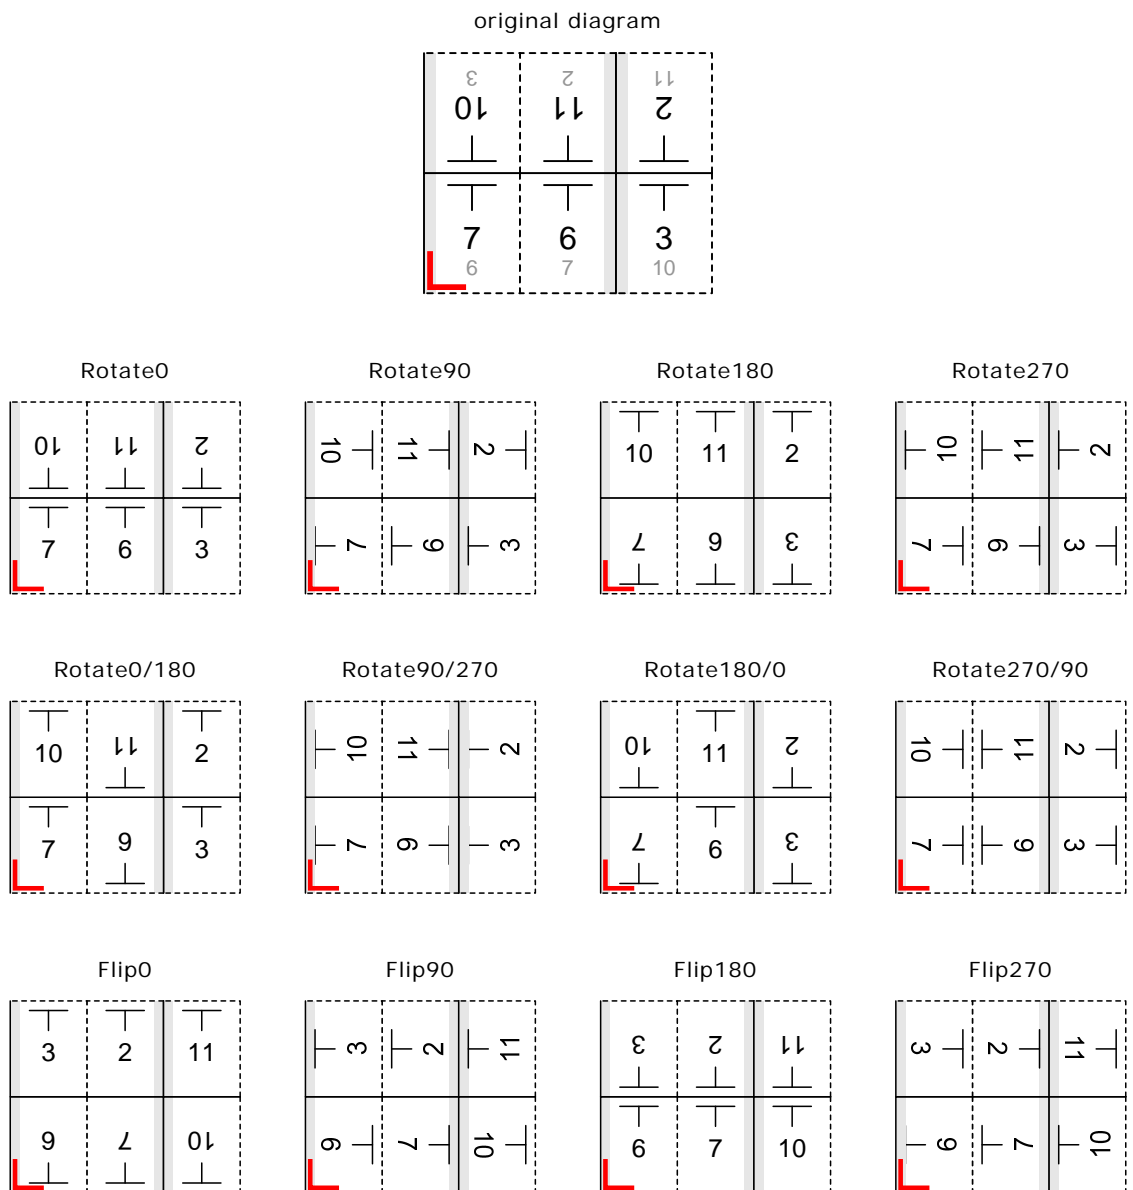 original diagram
3 2 11
10 11 2
7 6 3
6 7 10
Rotate0 Rotate90 Rotate180 Rotate270
10 11 2 10 11 2 10 11 2 10 11 2
7 6 3 7 6 3 7 6 3 7 6 3
Rotate0/180 Rotate90/270 Rotate180/0 Rotate270/90
10 11 2 10 11 2 10 11 2 10 11 2
7 6 3 7 6 3 7 6 3 7 6 3
Flip0 Flip90 Flip180 Flip270
3 2 11 3 2 11 3 2 11 3 2 11
6 7 10 6 7 10 6 7 10 6 7 10